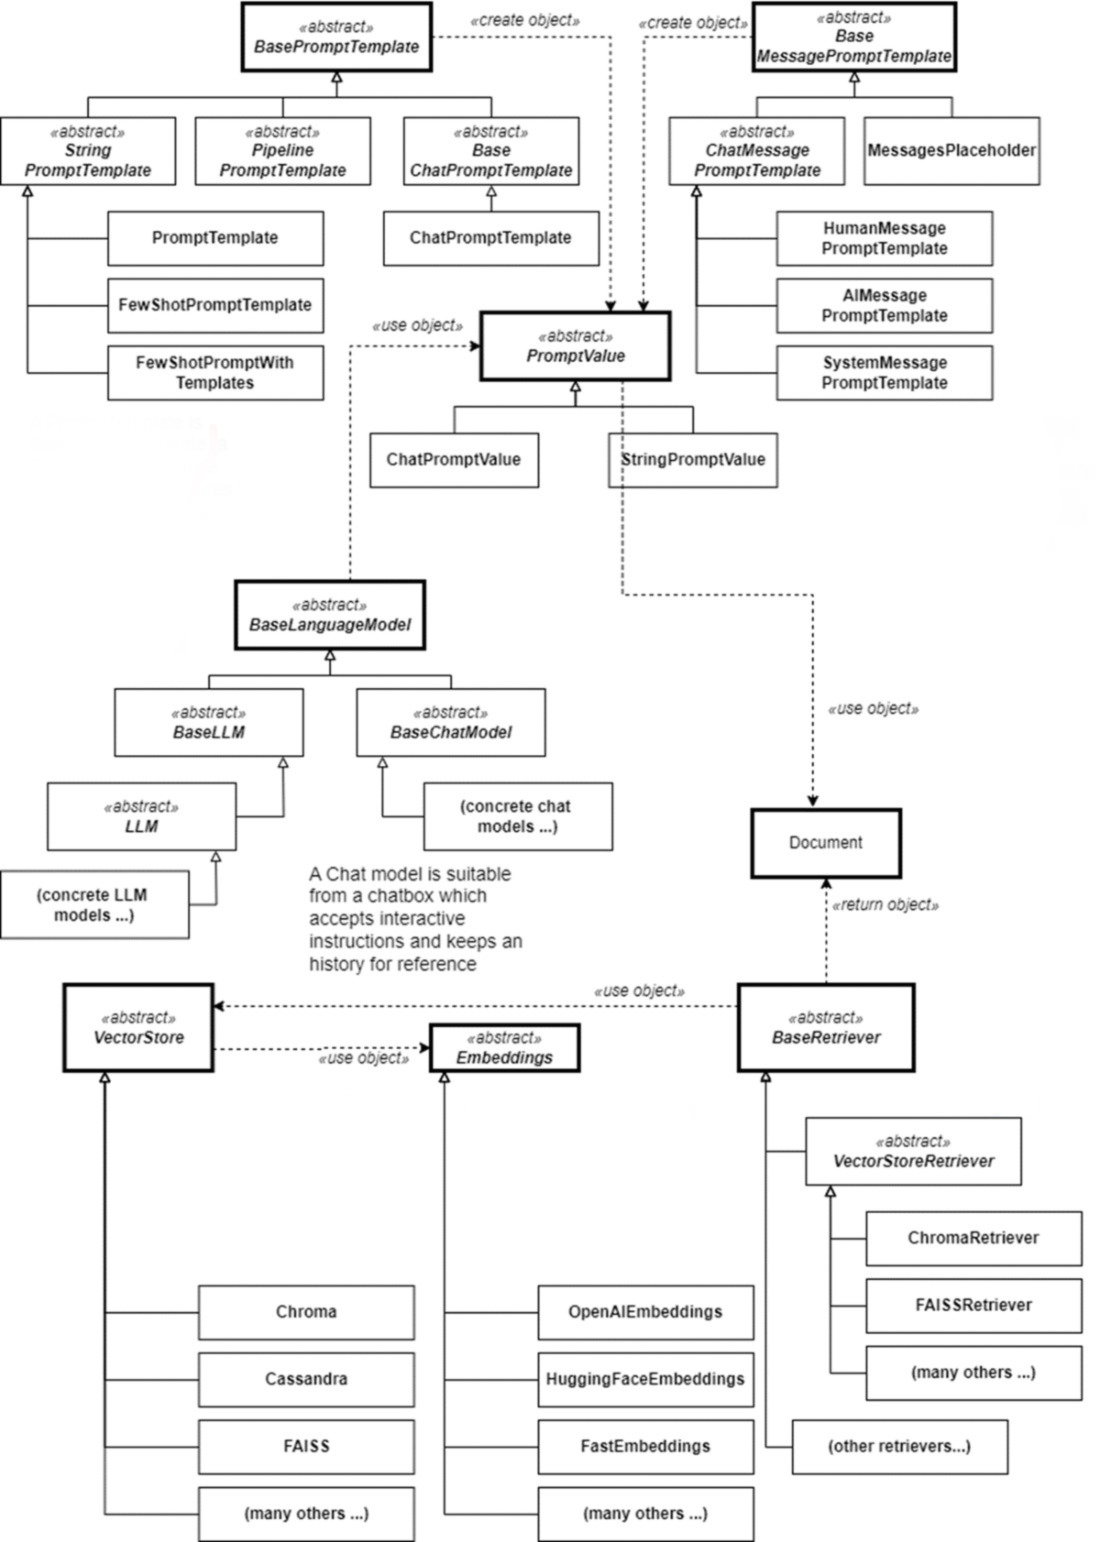 «abstract»
BasePromptTemplate
«create object»
«create object»
«abstract»
Base
MessagePromptTemplate
«abstract»
String
PromptTemplate
«abstract»
Pipeline
PromptTemplate
«abstract»
Base
ChatPromptTemplate
«abstract»
ChatMessage
PromptTemplate
MessagesPlaceholder
PromptTemplate
ChatPromptTemplate
HumanMessage
PromptTemplate
FewShotPromptTemplate
AIMessage
PromptTemplate
«use object»
«abstract»
PromptValue
FewShotPromptWith
Templates
SystemMessage
PromptTemplate
ChatPromptValue
StringPromptValue
«abstract»
BaseLanguageModel
«abstract»
BaseLLM
«abstract»
BaseChatModel
«use object»
«abstract»
LLM
(concrete chat
models ...)
Document
(concrete LLM
models ...)
A Chat model is suitable
from a chatbox which
accepts interactive
instructions and keeps an
history for reference
«return object»
«use object»
«abstract»
VectorStore
«use object»
«abstract»
Embeddings
«abstract»
BaseRetriever
«abstract»
VectorStoreRetriever
ChromaRetriever
FAISSRetriever
(many others ...)
(other retrievers...)
Chroma
Cassandra
FAISS
(many others ...)
OpenAIEmbeddings
HuggingFaceEmbeddings
FastEmbeddings
(many others ...)